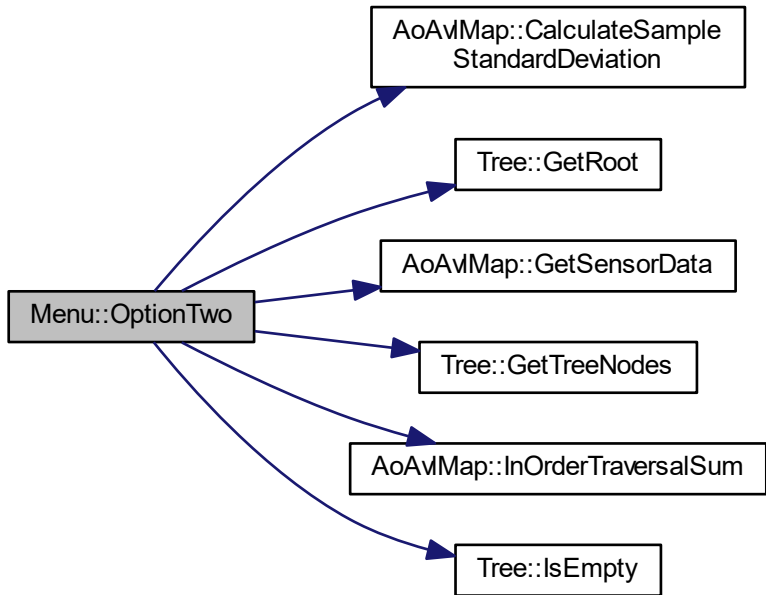 AoAvlMap::CalculateSample
StandardDeviation
Tree::GetRoot
AoAvlMap::GetSensorData
Menu::OptionTwo
Tree::GetTreeNodes
AoAvlMap::InOrderTraversalSum
Tree::IsEmpty